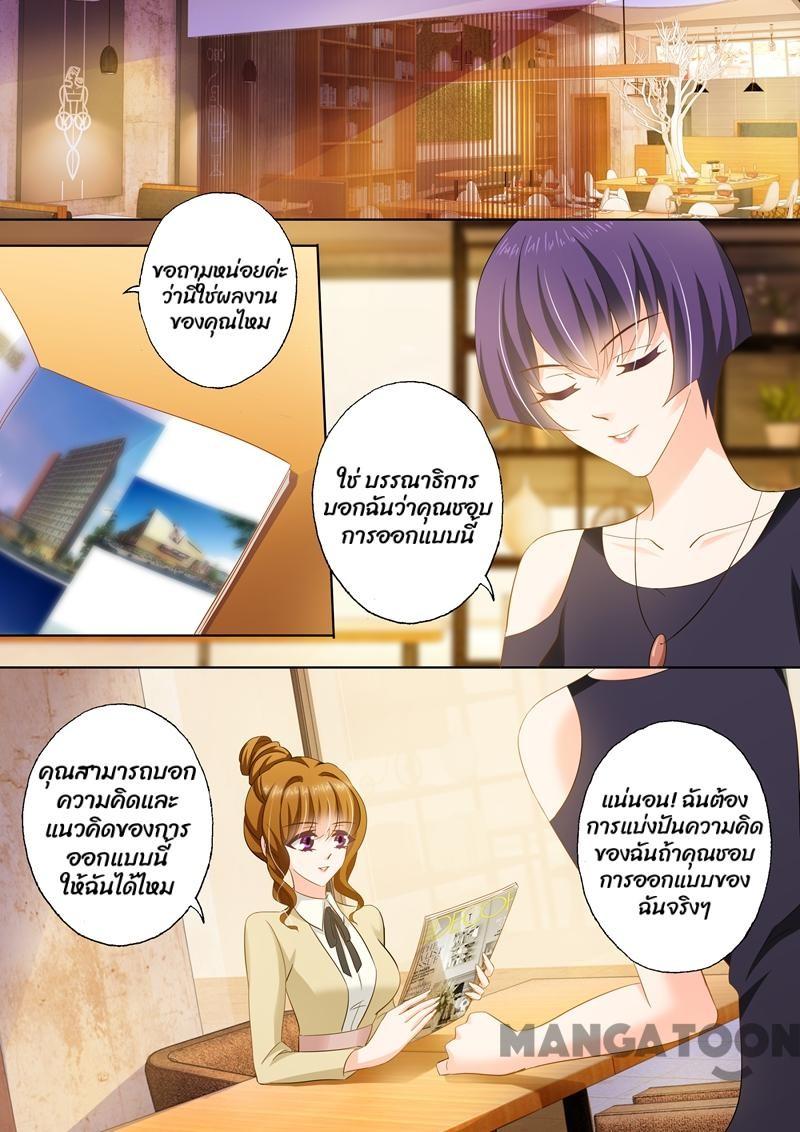 ขอถามหน่อยค่ะ
ว่านี่ใช่ผลงาน
ของคุณไหม
ใช่ บรรณาธิการ
บอกฉันว่าคุณชอบ
การออกแบบนี้
คุณสามารถบอก
ความคิดและ
แนวคิดของการ
ออกแบบนี้
ให้ฉันได้ไหม
แน่นอน! ฉันต้อง
การแบ่งปันความคิด
ของฉันถ้าคุณชอบ
การออกแบบของ
ฉันจริงๆ
DECOR
MANGATOON